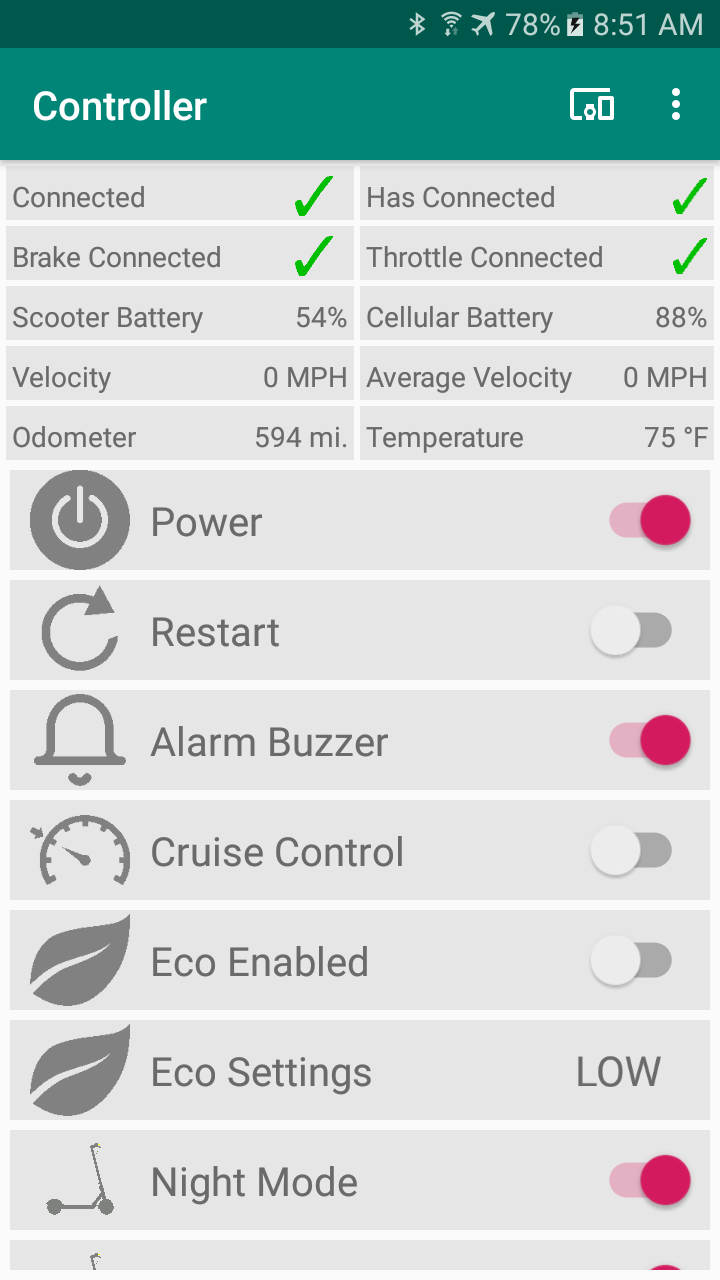 78% 8:51 AM
Controller
Connected Has Connected
Brake Connected Throttle Connected
Scooter Battery 54% Cellular Battery 88%
Velocity 0 MPH Average Velocity 0 MPH
Odometer 594 mi. Temperature 75 °F
Power
Restart
Alarm Buzzer
Cruise Control
Eco Enabled
Eco Settings LOW
Night Mode